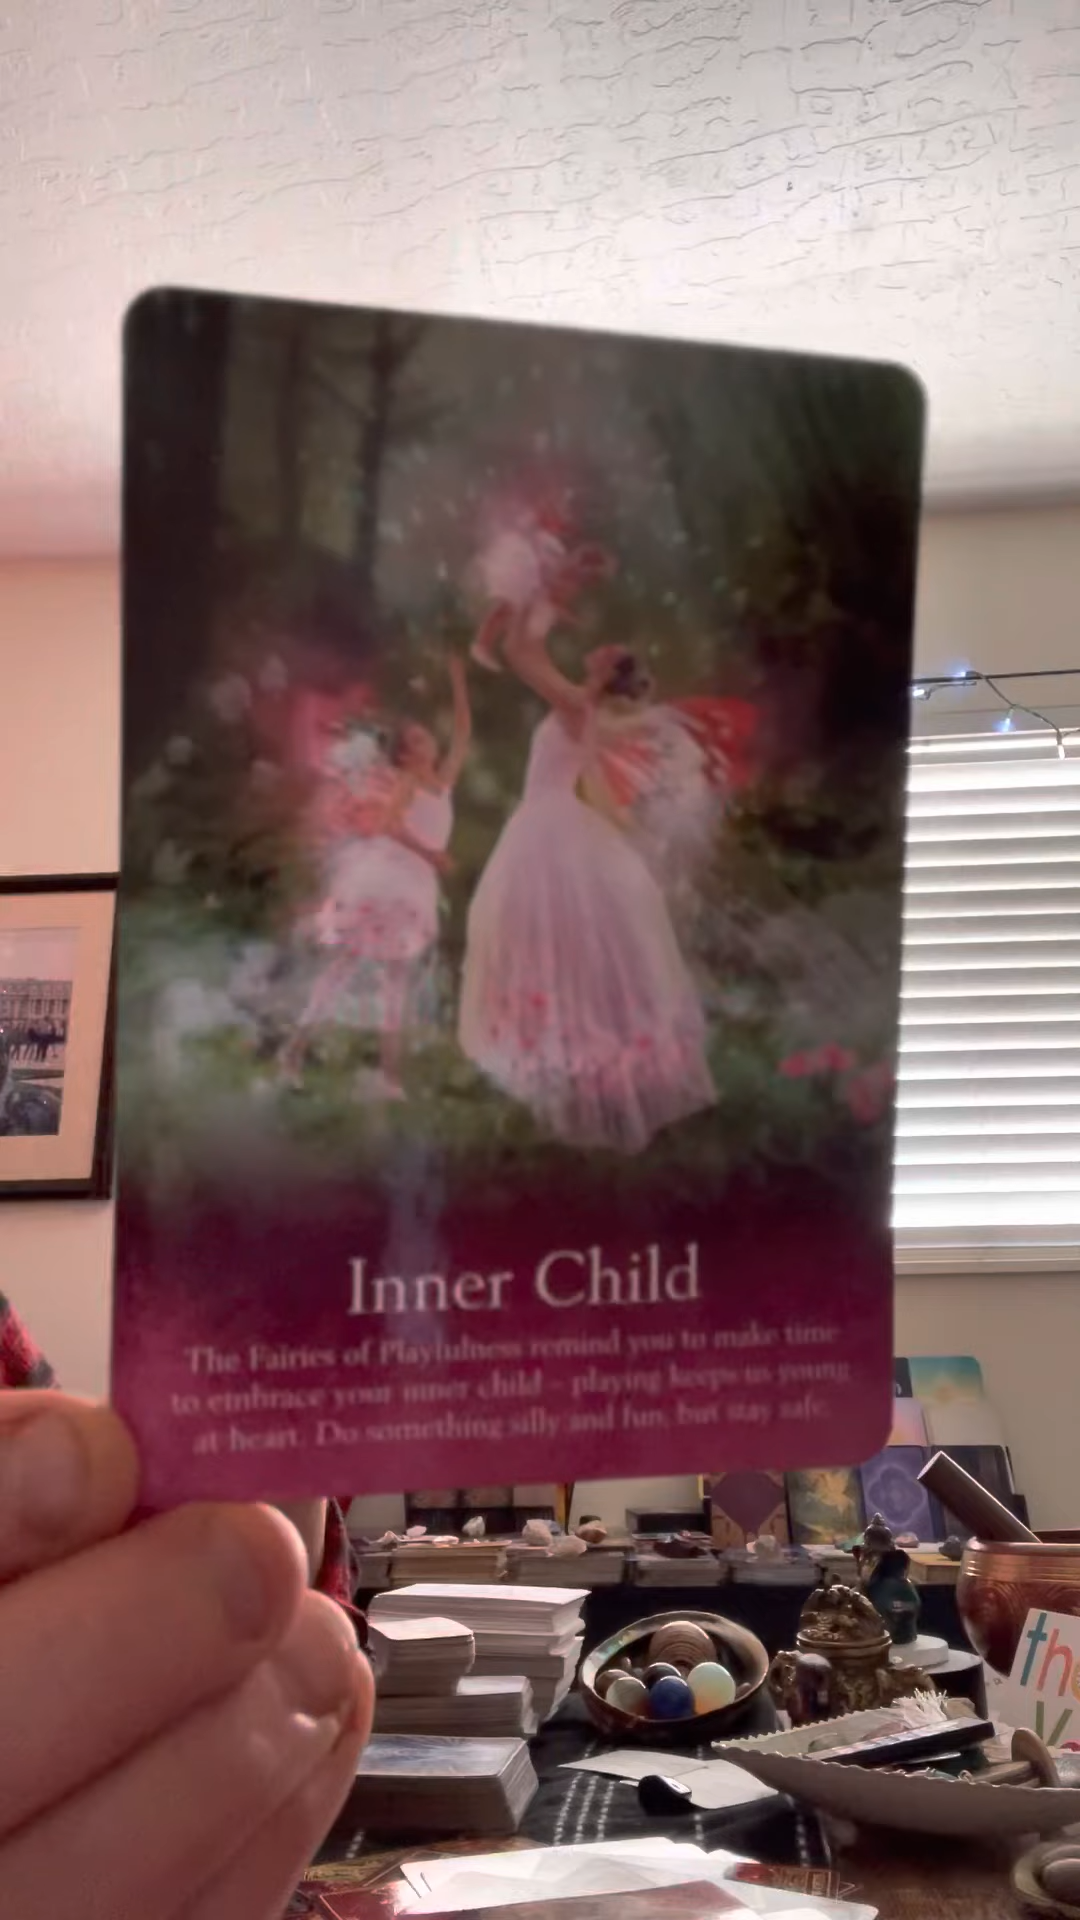 Inner Child
The Fairies of Playfulness remind you to make time
to embrace your inner child – playing keeps us young
at heart. Do something silly and fun, but stay safe.
the